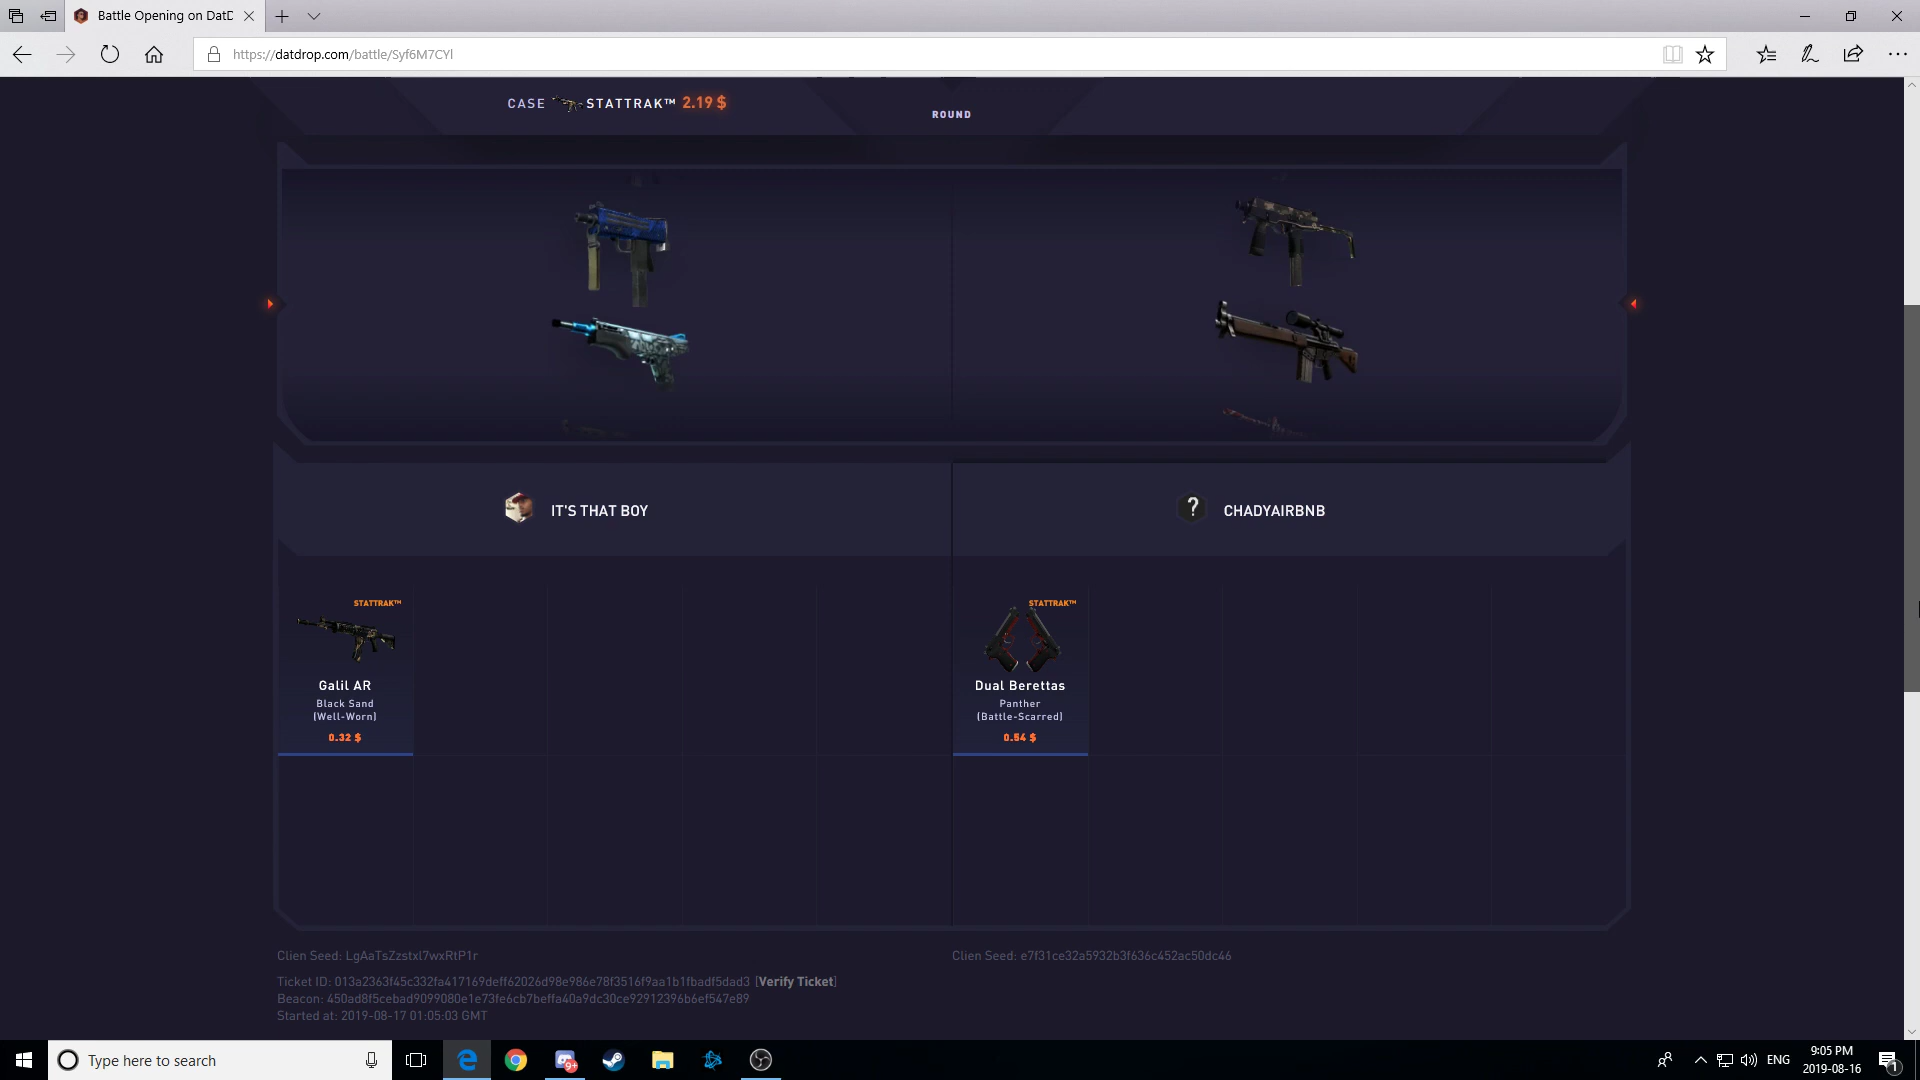 Battle Opening on DatD
https://datdrop.com/battle/Syf6M7CYl
CASE STATTRAK™ 2.19 $
ROUND
IT'S THAT BOY
CHADYAIRBNB
STATTRAK™
Galil AR
Black Sand
(Well-Worn)
0.32 $
STATTRAK™
Dual Berettas
Panther
(Battle-Scarred)
0.54 $
Clien Seed: LgAaTsZzstxl7wxRtP1r
Clien Seed: e7f31ce32a5932b3f636c452ac50dc46
Ticket ID: 013a2363f45c332fa417169deff62026d98e986e78f3516f9aa1b1fbadf5dad3 [Verify Ticket]
Beacon: 450ad8f5cebad9099080e1e73fe6cb7beffa40a9dc30ce92912396b6ef547e89
Started at: 2019-08-17 01:05:03 GMT
Type here to search
9+
ENG
9:05 PM
2019-08-16
1